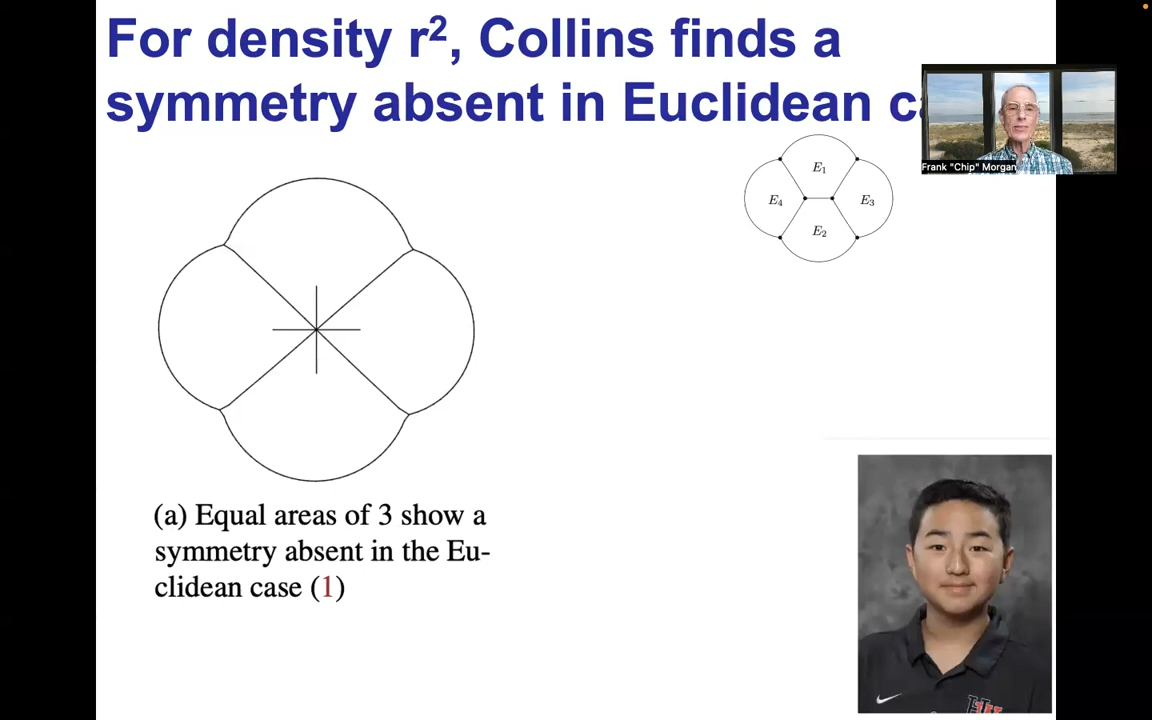 For density r², Collins finds a
symmetry absent in Euclidean
Frank "Chip" Morgan
E₁
E₄
E₃
E₂
(a) Equal areas of 3 show a
symmetry absent in the Eu-
clidean case (1)